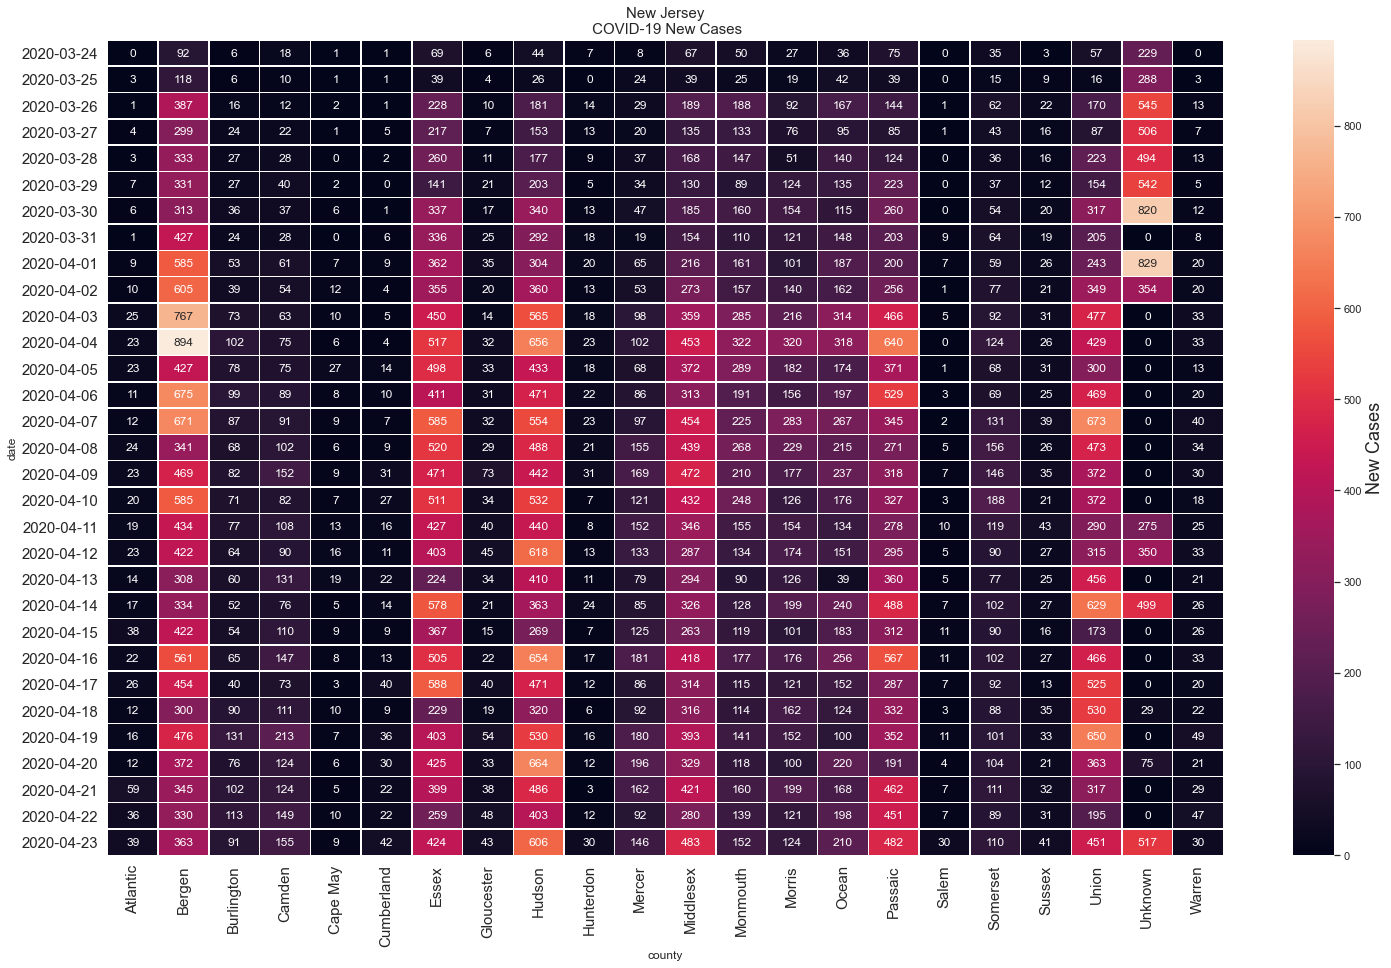 New Jersey
COVID-19 New Cases
2020-03-24 0 92 6 18 1 1 69 6 44 7 8 67 50 27 36 75 0 35 3 57 229 0
2020-03-25 3 118 6 10 1 1 39 4 26 0 24 39 25 19 42 39 0 15 9 16 288 3
2020-03-26 1 387 16 12 2 1 228 10 181 14 29 189 188 92 167 144 1 62 22 170 545 13
2020-03-27 4 299 24 22 1 5 217 7 153 13 20 135 133 76 95 85 1 43 16 87 506 7
2020-03-28 3 333 27 28 0 2 260 11 177 9 37 168 147 51 140 124 0 36 16 223 494 13
2020-03-29 7 331 27 40 2 0 141 21 203 5 34 130 89 124 135 223 0 37 12 154 542 5
2020-03-30 6 313 36 37 6 1 337 17 340 13 47 185 160 154 115 260 0 54 20 317 820 12
2020-03-31 1 427 24 28 0 6 336 25 292 18 19 154 110 121 148 203 9 64 19 205 0 8
2020-04-01 9 585 53 61 7 9 362 35 304 20 65 216 161 101 187 200 7 59 26 243 829 20
2020-04-02 10 605 39 54 12 4 355 20 360 13 53 273 157 140 162 256 1 77 21 349 354 20
2020-04-03 25 767 73 63 10 5 450 14 565 18 98 359 285 216 314 466 5 92 31 477 0 33
2020-04-04 23 894 102 75 6 4 517 32 656 23 102 453 322 320 318 640 0 124 26 429 0 33
2020-04-05 23 427 78 75 27 14 498 33 433 18 68 372 289 182 174 371 1 68 31 300 0 13
2020-04-06 11 675 99 89 8 10 411 31 471 22 86 313 191 156 197 529 3 69 25 469 0 20
2020-04-07 12 671 87 91 9 7 585 32 554 23 97 454 225 283 267 345 2 131 39 673 0 40
2020-04-08 24 341 68 102 6 9 520 29 488 21 155 439 268 229 215 271 5 156 26 473 0 34
2020-04-09 23 469 82 152 9 31 471 73 442 31 169 472 210 177 237 318 7 146 35 372 0 30
2020-04-10 20 585 71 82 7 27 511 34 532 7 121 432 248 126 176 327 3 188 21 372 0 18
2020-04-11 19 434 77 108 13 16 427 40 440 8 152 346 155 154 134 278 10 119 43 290 275 25
2020-04-12 23 422 64 90 16 11 403 45 618 13 133 287 134 174 151 295 5 90 27 315 350 33
2020-04-13 14 308 60 131 19 22 224 34 410 11 79 294 90 126 39 360 5 77 25 456 0 21
2020-04-14 17 334 52 76 5 14 578 21 363 24 85 326 128 199 240 488 7 102 27 629 499 26
2020-04-15 38 422 54 110 9 9 367 15 269 7 125 263 119 101 183 312 11 90 16 173 0 26
2020-04-16 22 561 65 147 8 13 505 22 654 17 181 418 177 176 256 567 11 102 27 466 0 33
2020-04-17 26 454 40 73 3 40 588 40 471 12 86 314 115 121 152 287 7 92 13 525 0 20
2020-04-18 12 300 90 111 10 9 229 19 320 6 92 316 114 162 124 332 3 88 35 530 29 22
2020-04-19 16 476 131 213 7 36 403 54 530 16 180 393 141 152 100 352 11 101 33 650 0 49
2020-04-20 12 372 76 124 6 30 425 33 664 12 196 329 118 100 220 191 4 104 21 363 75 21
2020-04-21 59 345 102 124 5 22 399 38 486 3 162 421 160 199 168 462 7 111 32 317 0 29
2020-04-22 36 330 113 149 10 22 259 48 403 12 92 280 139 121 198 451 7 89 31 195 0 47
2020-04-23 39 363 91 155 9 42 424 43 606 30 146 483 152 124 210 482 30 110 41 451 517 30
Atlantic Bergen Burlington Camden Cape May Cumberland Essex Gloucester Hudson Hunterdon Mercer Middlesex Monmouth Morris Ocean Passaic Salem Somerset Sussex Union Unknown Warren
county
date
800
700
600
500
400
300
200
100
0
New Cases